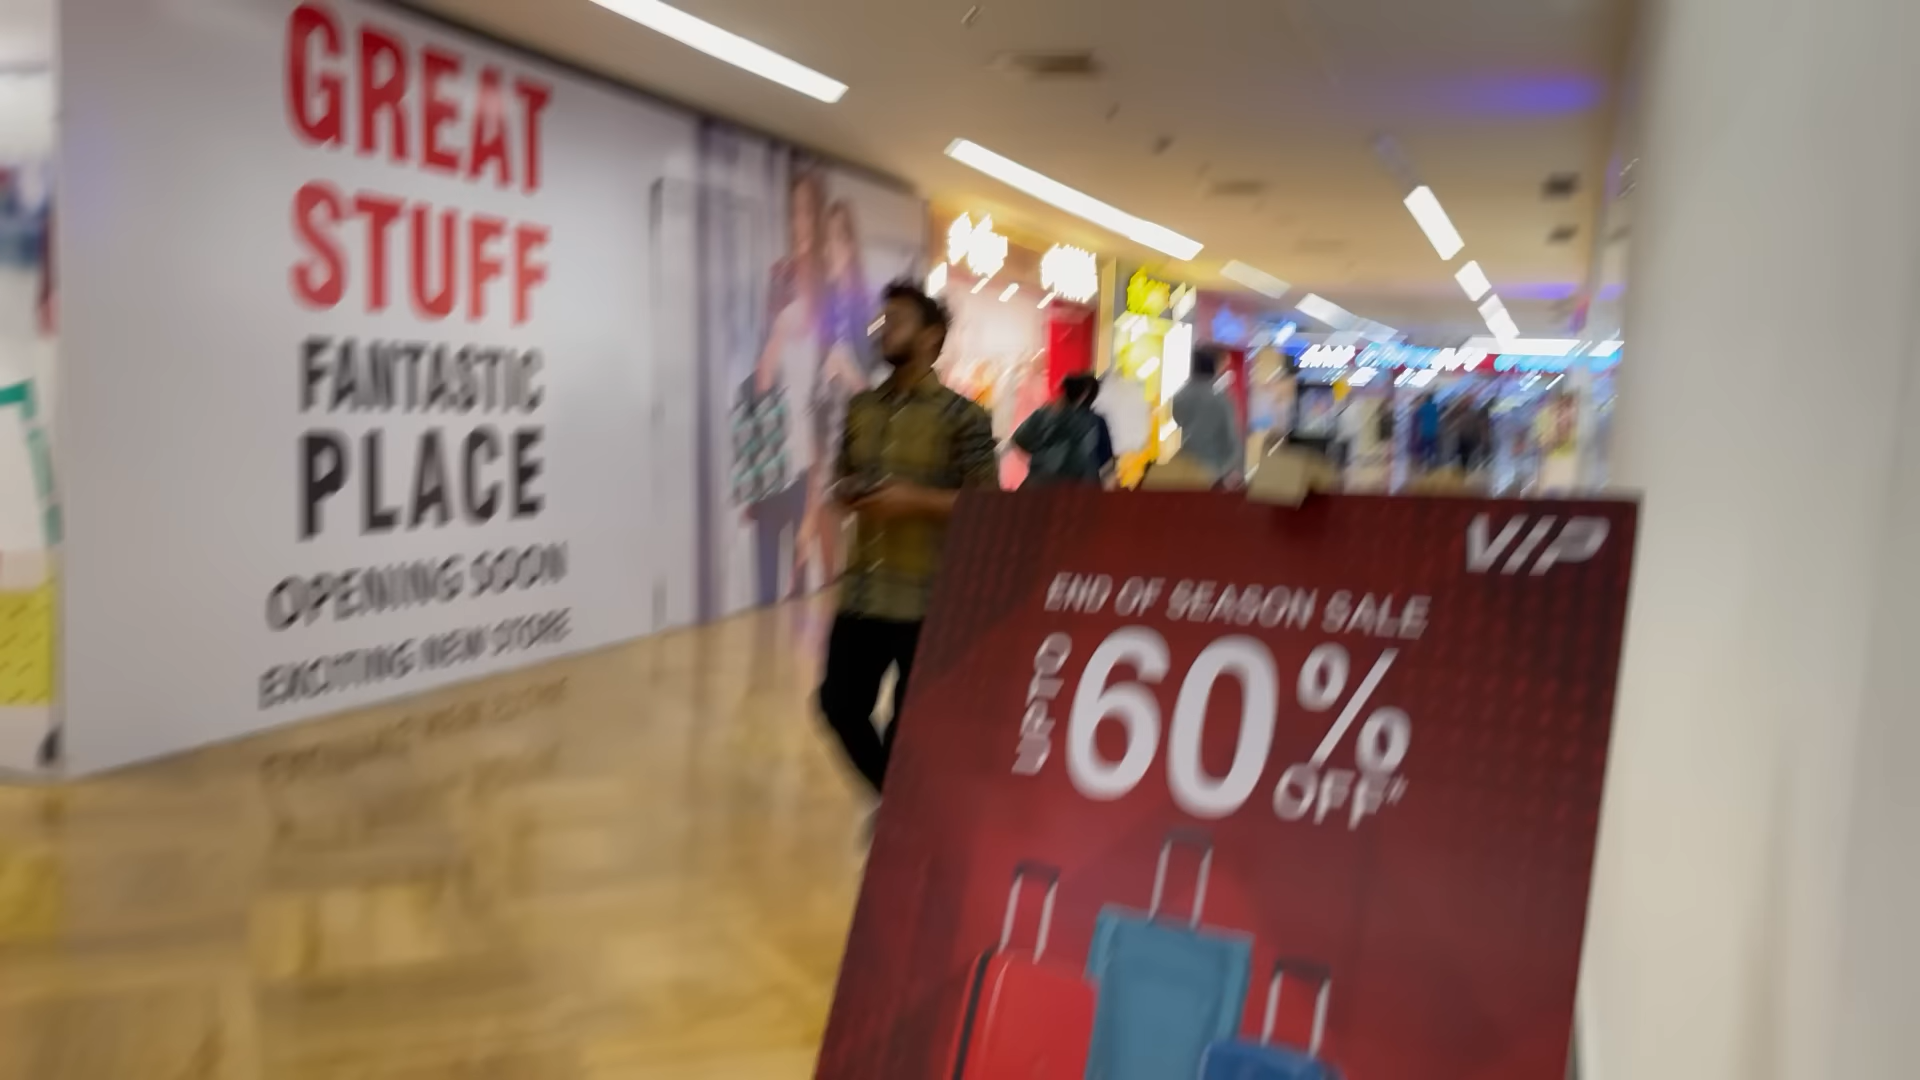 GREAT
STUFF
FANTASTIC
PLACE
OPENING SOON
EXCITING NEW STORE
VIP
END OF SEASON SALE
UPTO
60%
OFF*